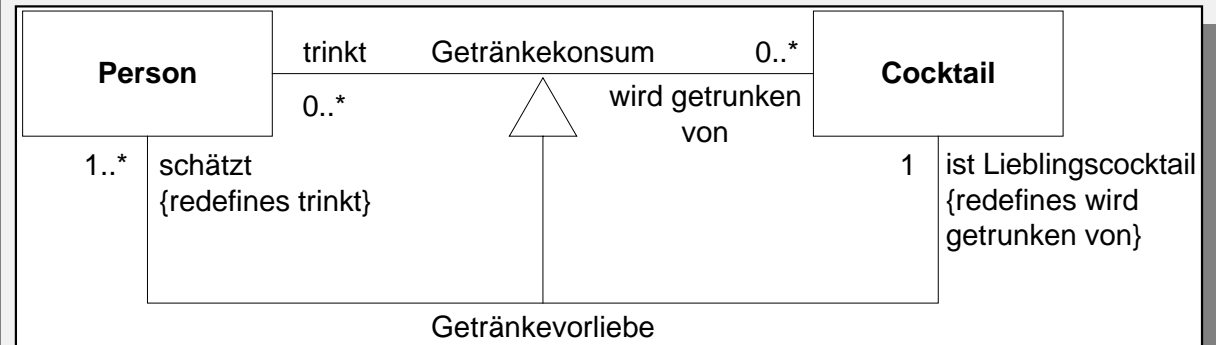 Person
trinkt
Getränkekonsum
0..*
Cocktail
0..*
wird getrunken
von
1..*
schätzt
{redefines trinkt}
1
ist Lieblingscocktail
{redefines wird
getrunken von}
Getränkevorliebe